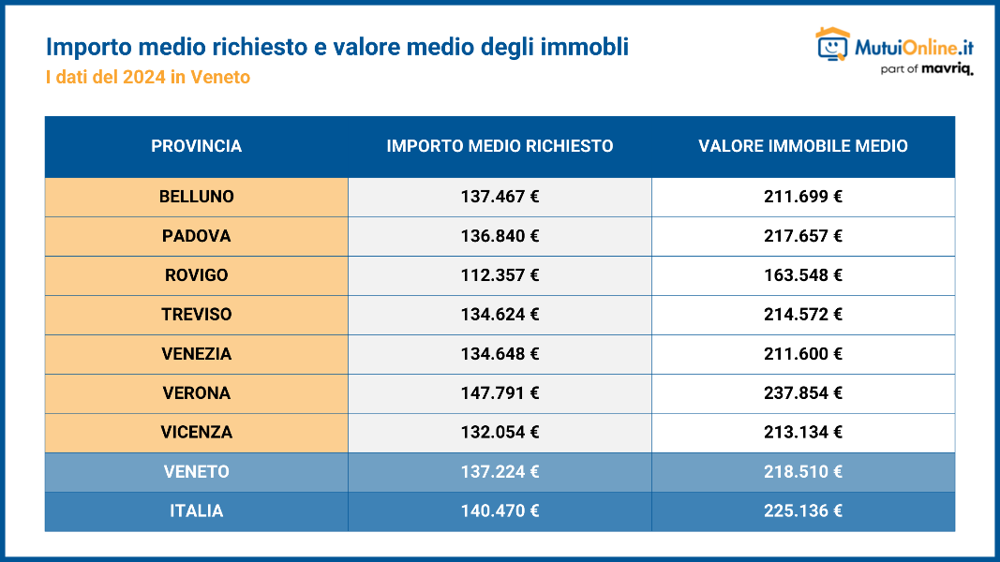 Importo medio richiesto e valore medio degli immobli
I dati del 2024 in Veneto
MutuiOnline.it
part of mavriq.
PROVINCIA IMPORTO MEDIO RICHIESTO VALORE IMMOBILE MEDIO
BELLUNO 137.467 € 211.699 €
PADOVA 136.840 € 217.657 €
ROVIGO 112.357 € 163.548 €
TREVISO 134.624 € 214.572 €
VENEZIA 134.648 € 211.600 €
VERONA 147.791 € 237.854 €
VICENZA 132.054 € 213.134 €
VENETO 137.224 € 218.510 €
ITALIA 140.470 € 225.136 €